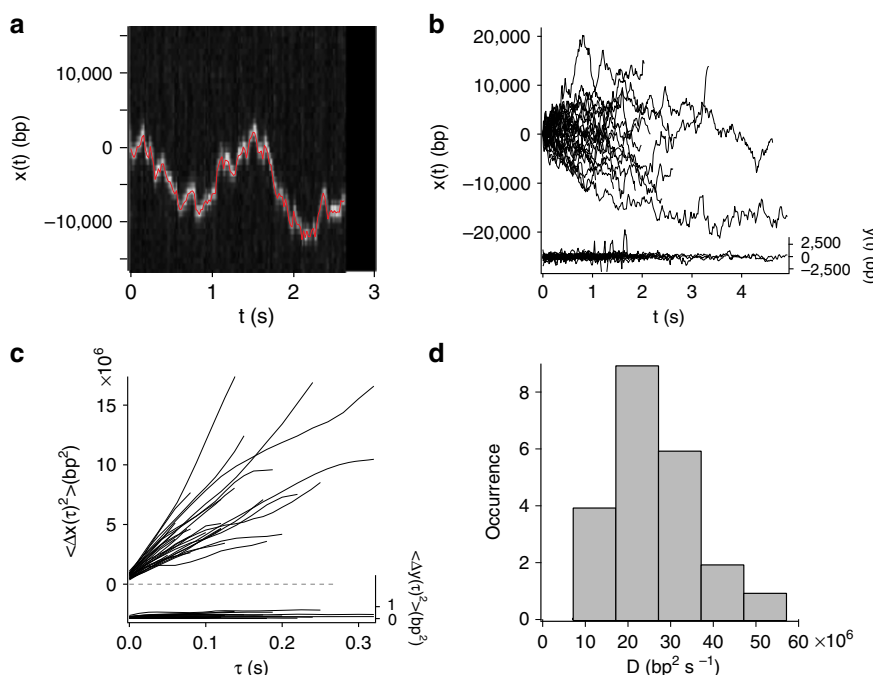 a
x(t) (bp)
10,000
0
−10,000
0 1 2 3
t (s)
b
x(t) (bp)
20,000
10,000
0
−10,000
−20,000
2,500
0
−2,500
y(t) (bp)
0 1 2 3 4
t (s)
c
×10⁶
<Δx(τ)²>(bp²)
15
10
5
0
1
0
<Δy(τ)²>(bp²)
0.0 0.1 0.2 0.3
τ (s)
d
Occurrence
8
6
4
2
0
0 10 20 30 40 50 60 ×10⁶
D (bp² s⁻¹)